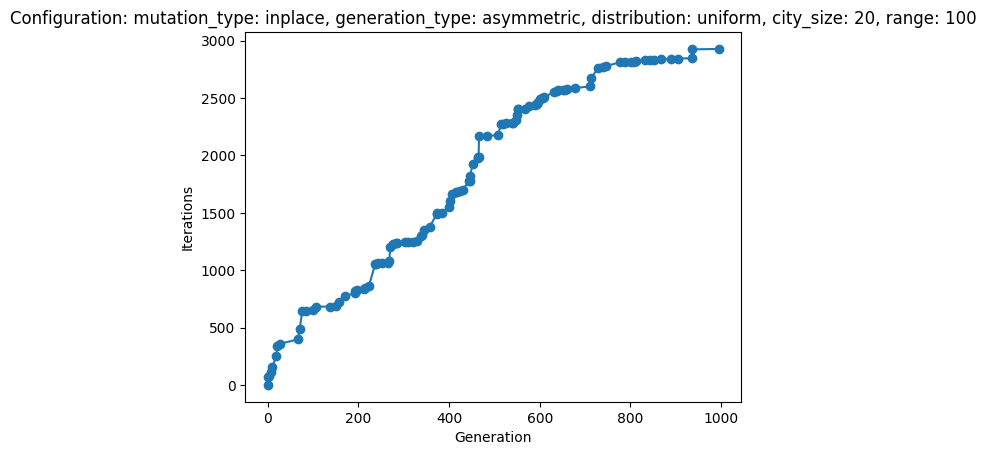 Configuration: mutation_type: inplace, generation_type: asymmetric, distribution: uniform, city_size: 20, range: 100
3000
2500
2000
1500
1000
500
0
Iterations
0 200 400 600 800 1000
Generation